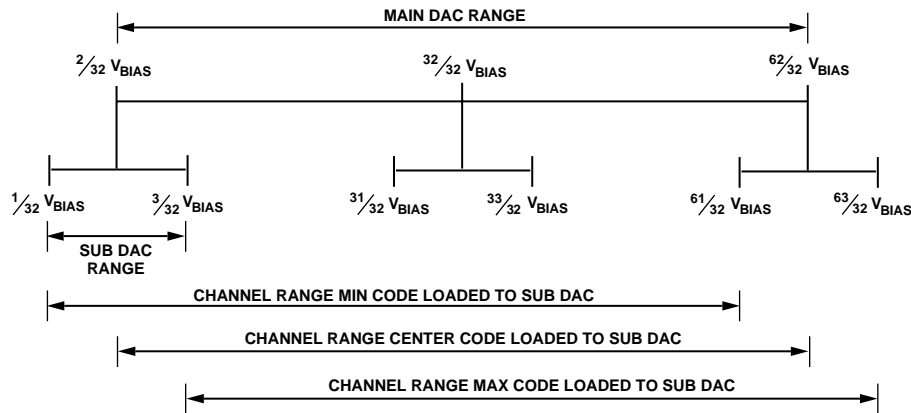 MAIN DAC RANGE
2/32 VBIAS
32/32 VBIAS
62/32 VBIAS
1/32 VBIAS
3/32 VBIAS
31/32 VBIAS
33/32 VBIAS
61/32 VBIAS
63/32 VBIAS
SUB DAC
RANGE
CHANNEL RANGE MIN CODE LOADED TO SUB DAC
CHANNEL RANGE CENTER CODE LOADED TO SUB DAC
CHANNEL RANGE MAX CODE LOADED TO SUB DAC